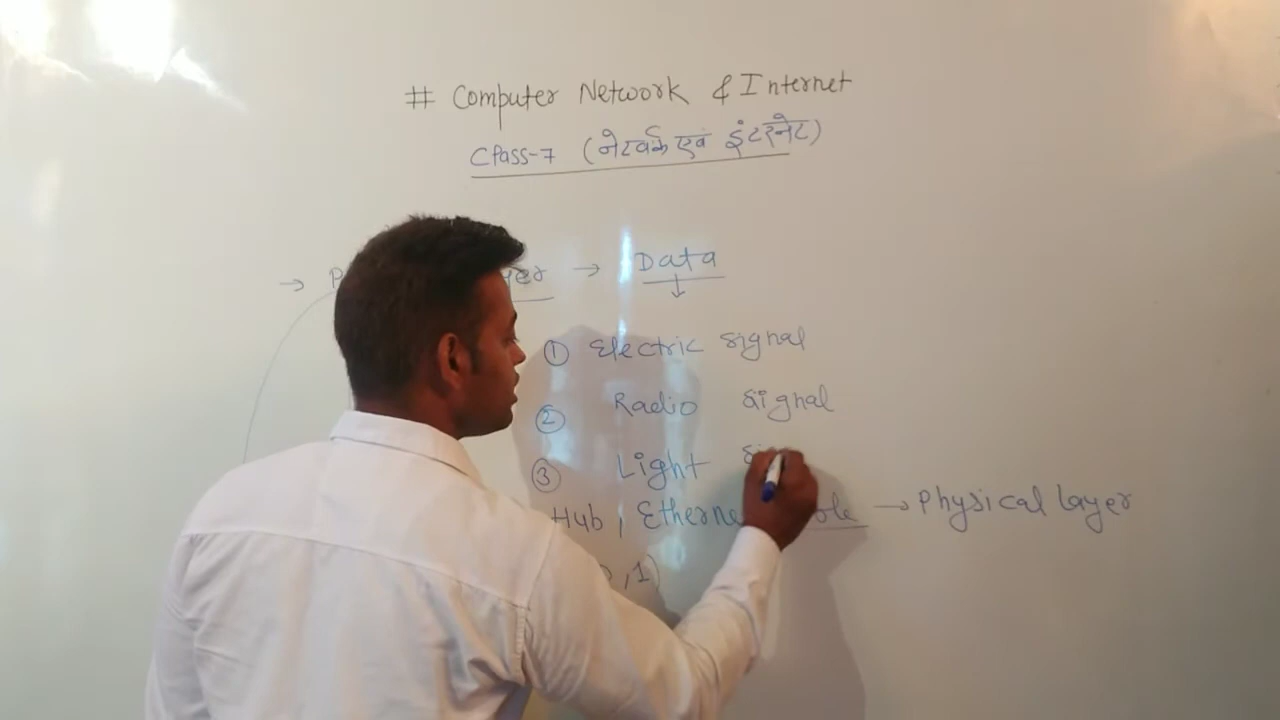 # Computer Network & Internet
Class-7 (नेटवर्क एवं इंटरनेट)
→ → Data
↓
① Electric signal
② Radio signal
③ Light
Hub, → Physical layer
,1)